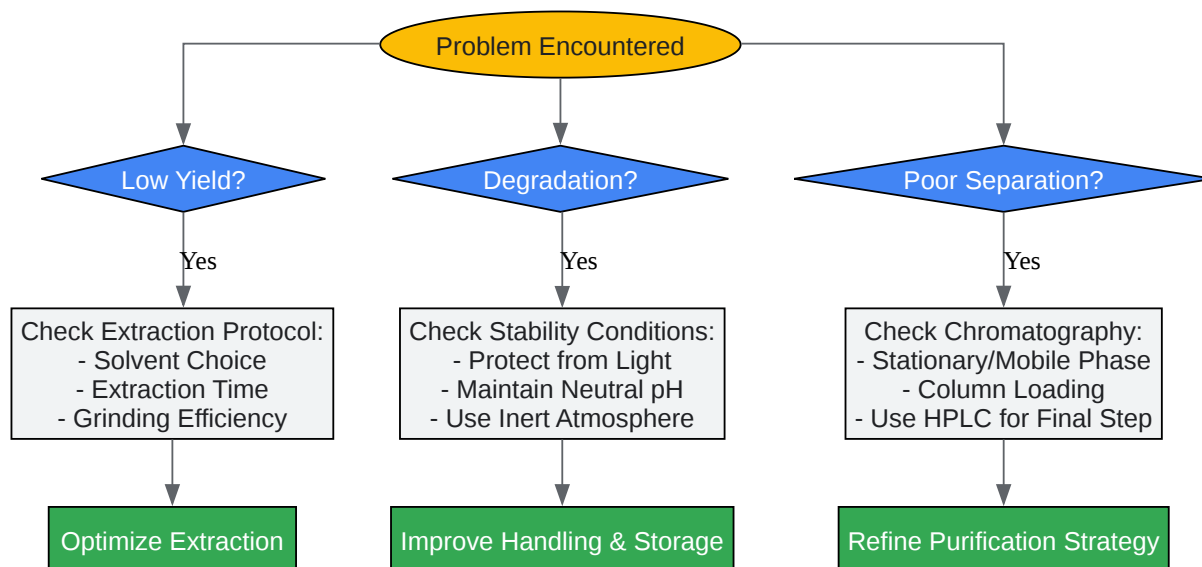 Problem Encountered
Low Yield?
Degradation?
Poor Separation?
Yes
Yes
Yes
Check Extraction Protocol:
- Solvent Choice
- Extraction Time
- Grinding Efficiency
Check Stability Conditions:
- Protect from Light
- Maintain Neutral pH
- Use Inert Atmosphere
Check Chromatography:
- Stationary/Mobile Phase
- Column Loading
- Use HPLC for Final Step
Optimize Extraction
Improve Handling & Storage
Refine Purification Strategy